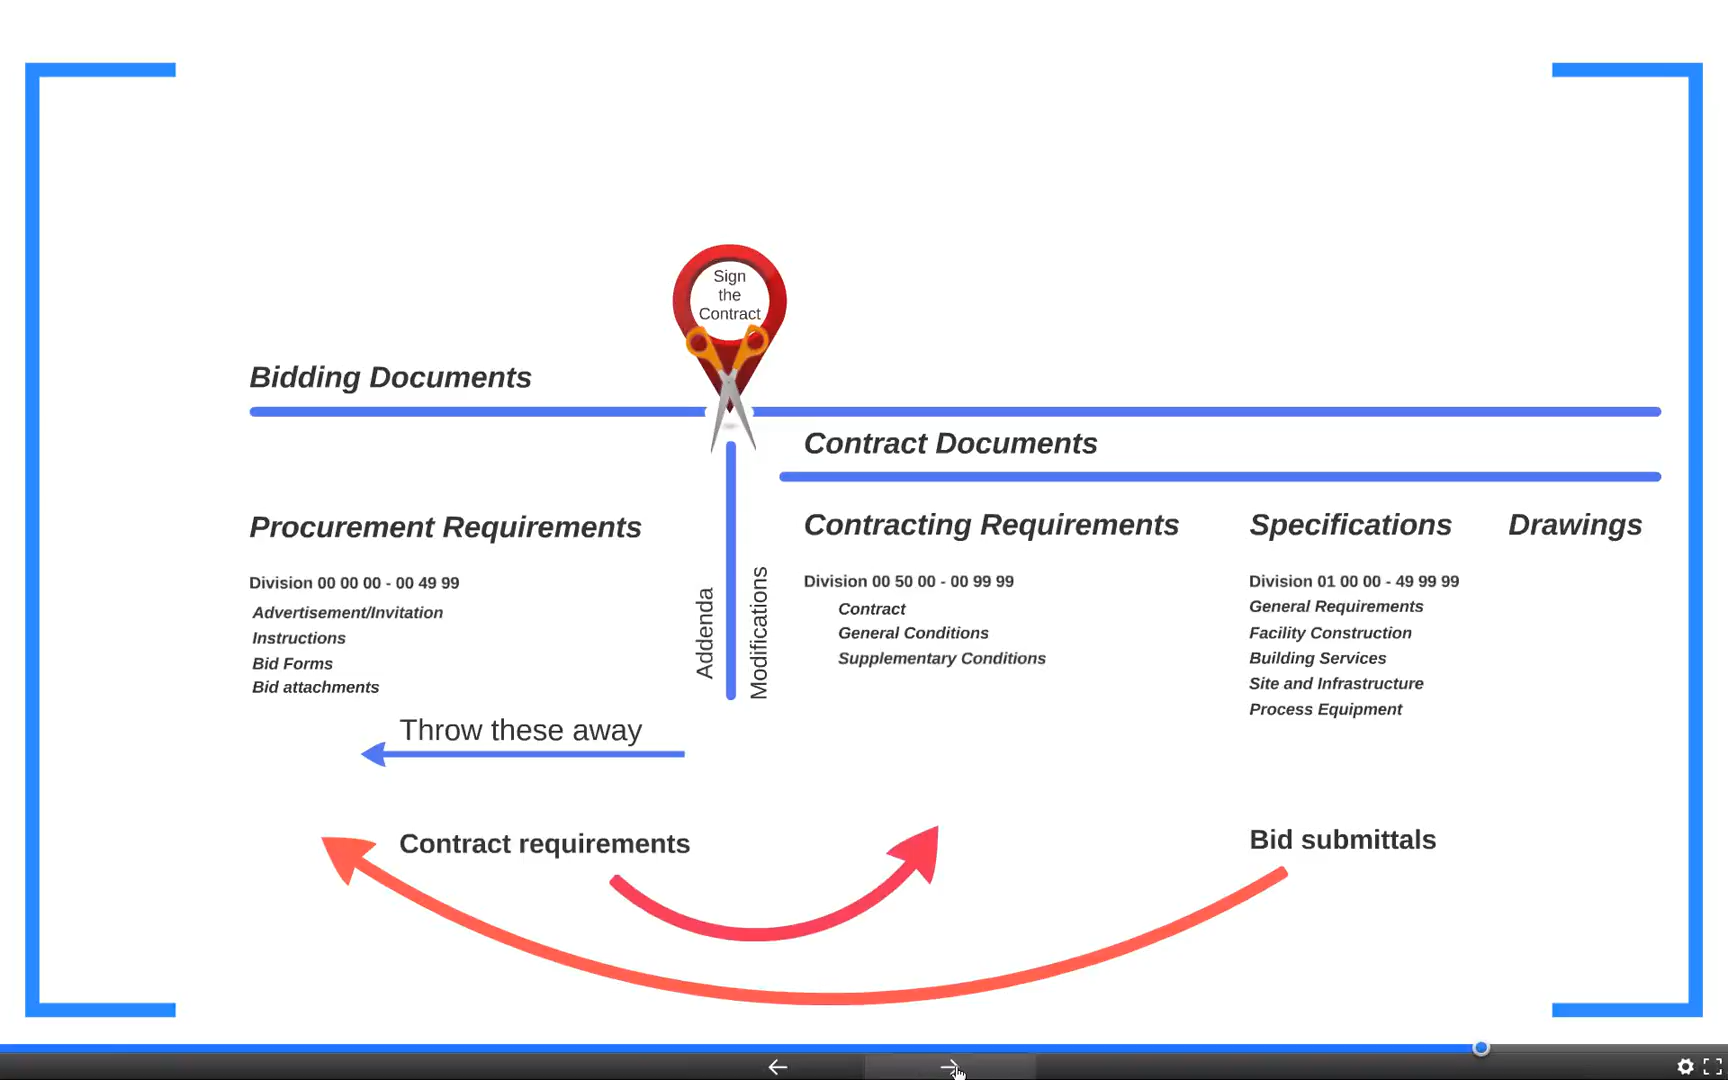 Sign
the
Contract
Bidding Documents
Contract Documents
Procurement Requirements
Division 00 00 00 - 00 49 99
Advertisement/Invitation
Instructions
Bid Forms
Bid attachments
Addenda
Modifications
Contracting Requirements
Division 00 50 00 - 00 99 99
Contract
General Conditions
Supplementary Conditions
Specifications
Division 01 00 00 - 49 99 99
General Requirements
Facility Construction
Building Services
Site and Infrastructure
Process Equipment
Drawings
Throw these away
Contract requirements
Bid submittals